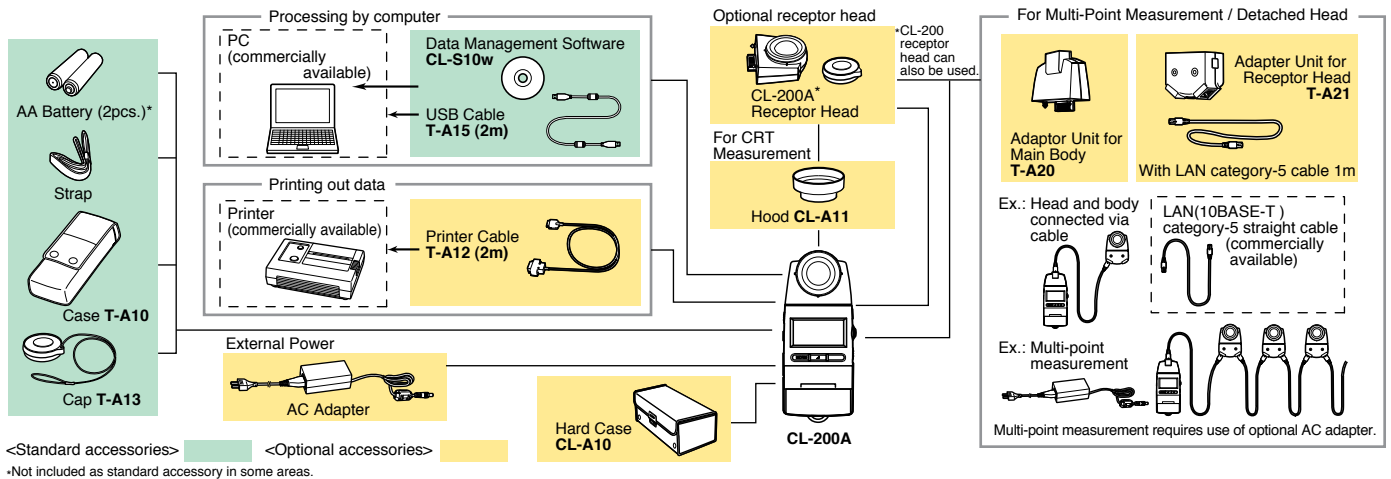 Processing by computer
PC
(commercially
available)
Data Management Software
CL-S10w
USB Cable
T-A15 (2m)
AA Battery (2pcs.)*
Strap
Case T-A10
Cap T-A13
Printing out data
Printer
(commercially available)
Printer Cable
T-A12 (2m)
External Power
AC Adapter
Hard Case
CL-A10
Optional receptor head
*CL-200
receptor
head can
also be used.
CL-200A*
Receptor Head
For CRT
Measurement
Hood CL-A11
CL-200A
For Multi-Point Measurement / Detached Head
Adaptor Unit for
Main Body
T-A20
Adapter Unit for
Receptor Head
T-A21
With LAN category-5 cable 1m
Ex.: Head and body
connected via
cable
LAN(10BASE-T )
category-5 straight cable
(commercially
available)
Ex.: Multi-point
measurement
Multi-point measurement requires use of optional AC adapter.
<Standard accessories>
<Optional accessories>
*Not included as standard accessory in some areas.